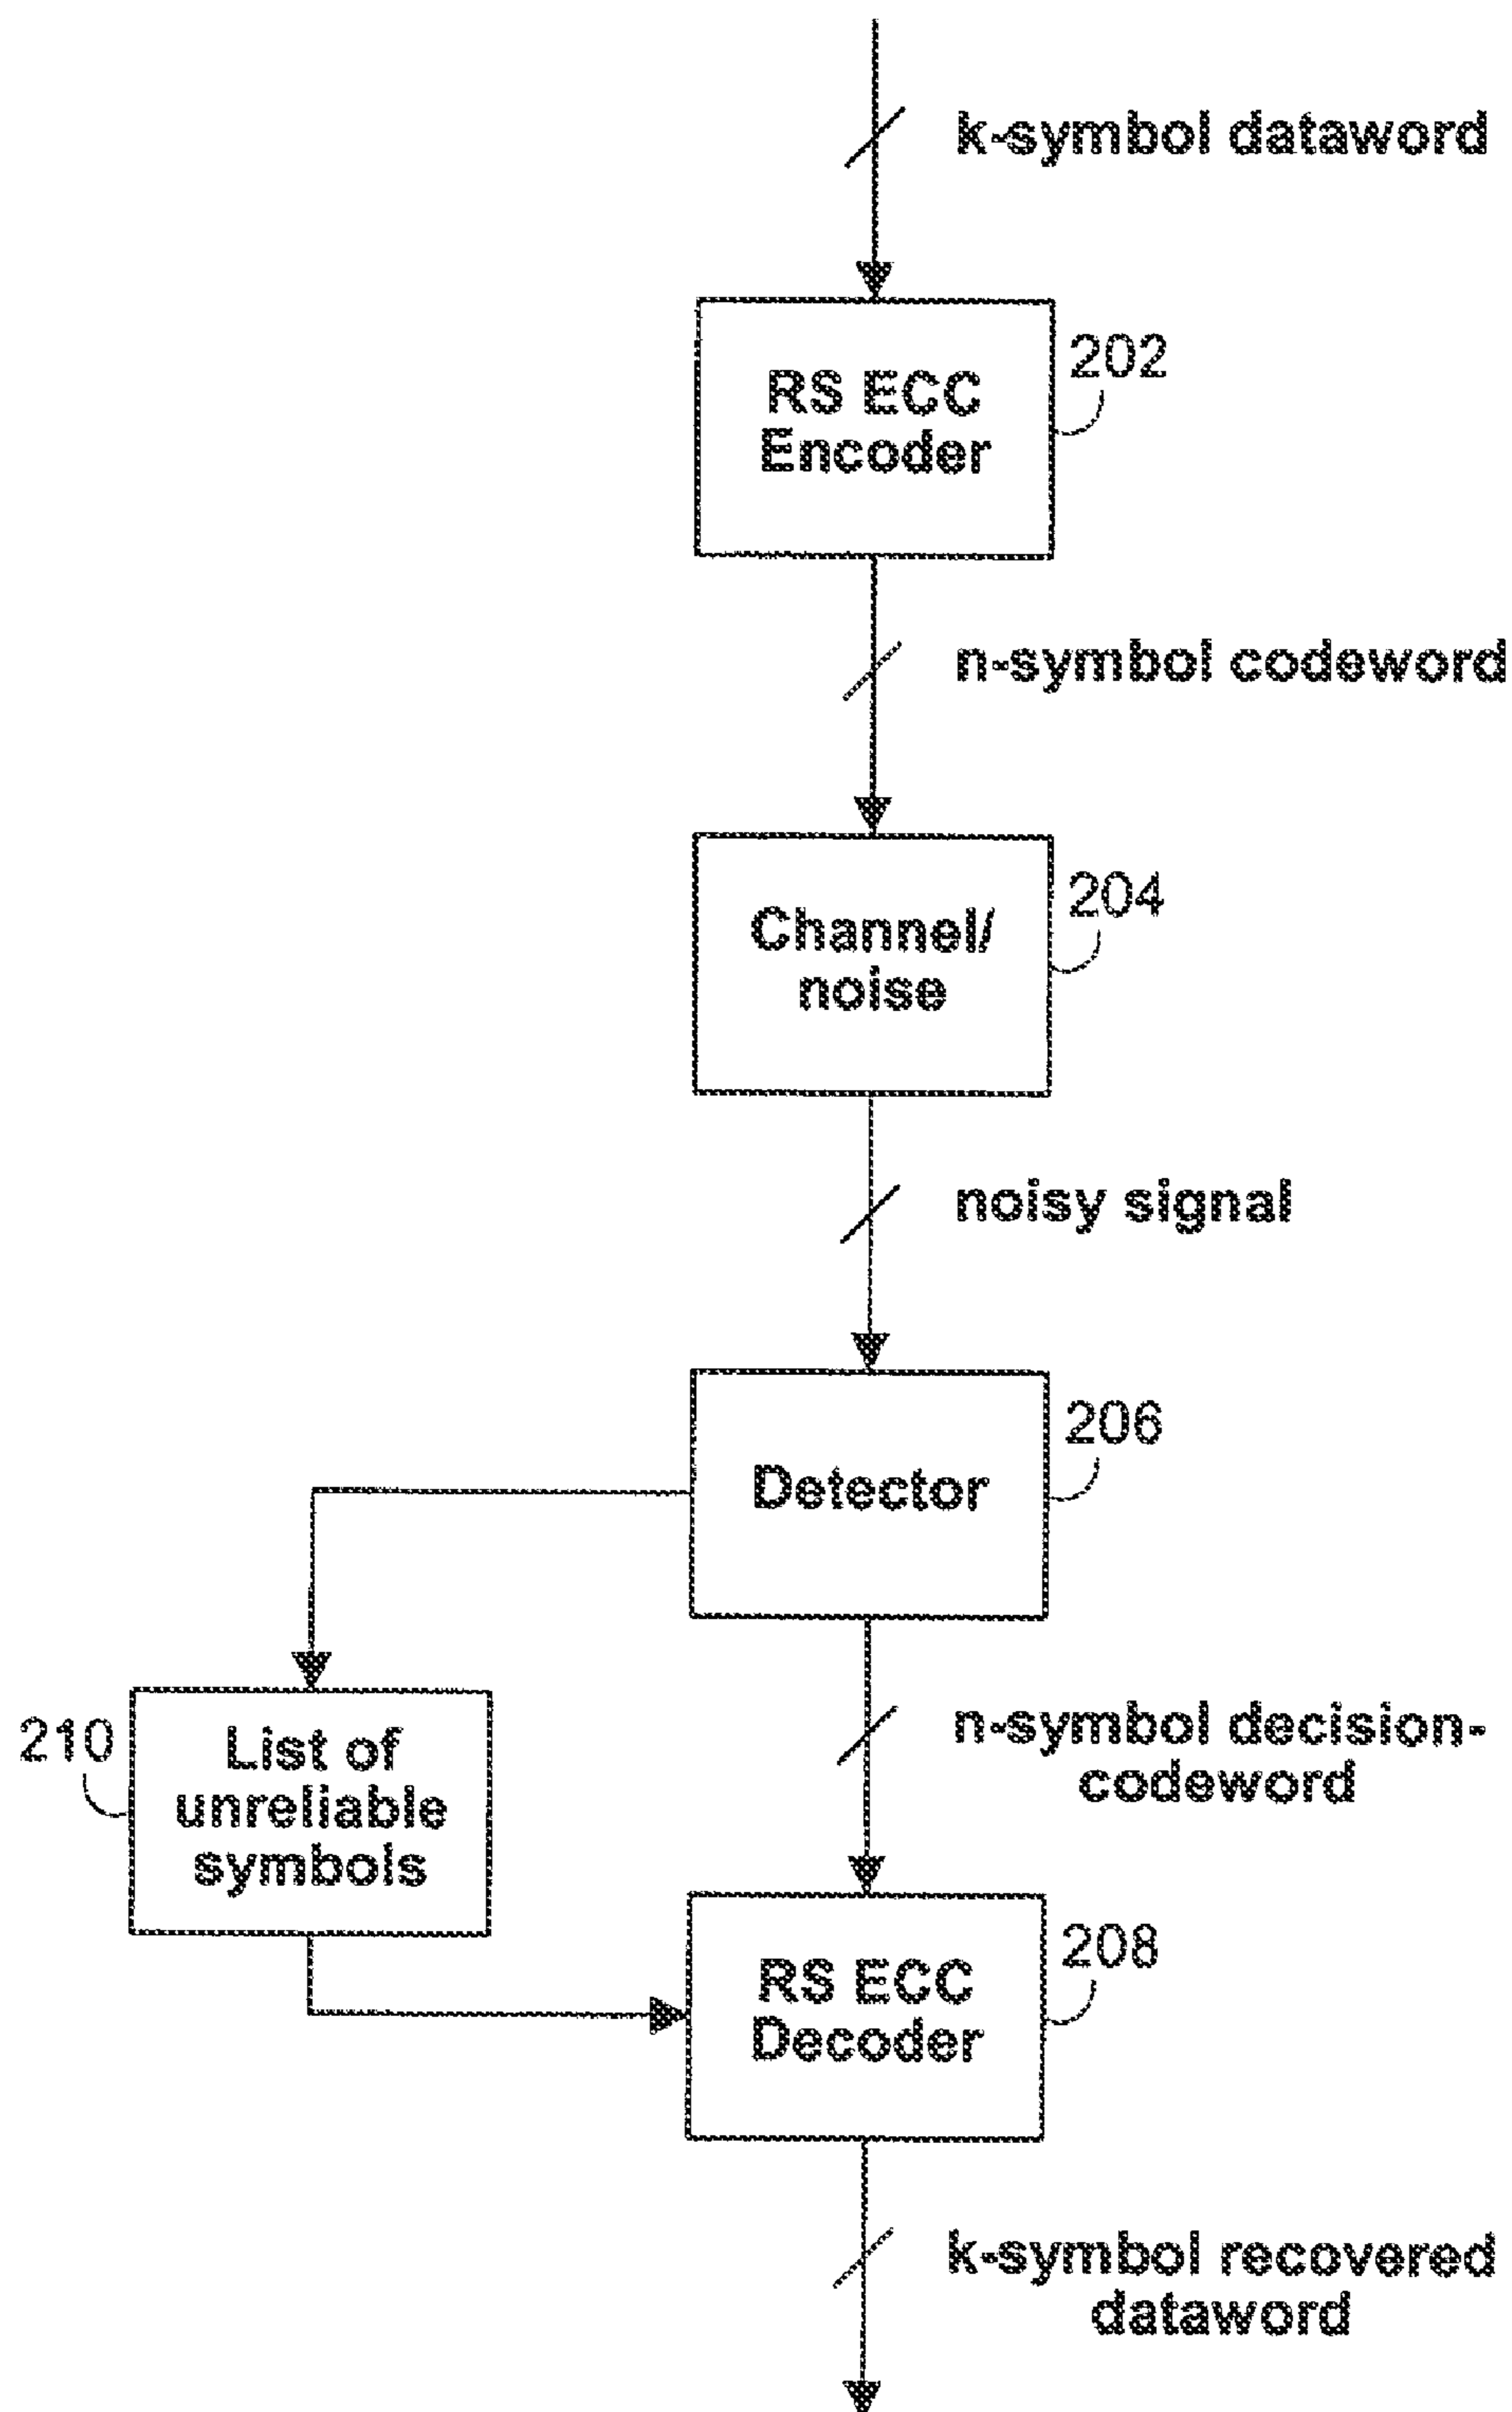 k-symbol dataword
RS ECC
Encoder
202
n-symbol codeword
Channel/
noise
204
noisy signal
Detector
206
n-symbol decision-
codeword
210
List of
unreliable
symbols
RS ECC
Decoder
208
k-symbol recovered
dataword